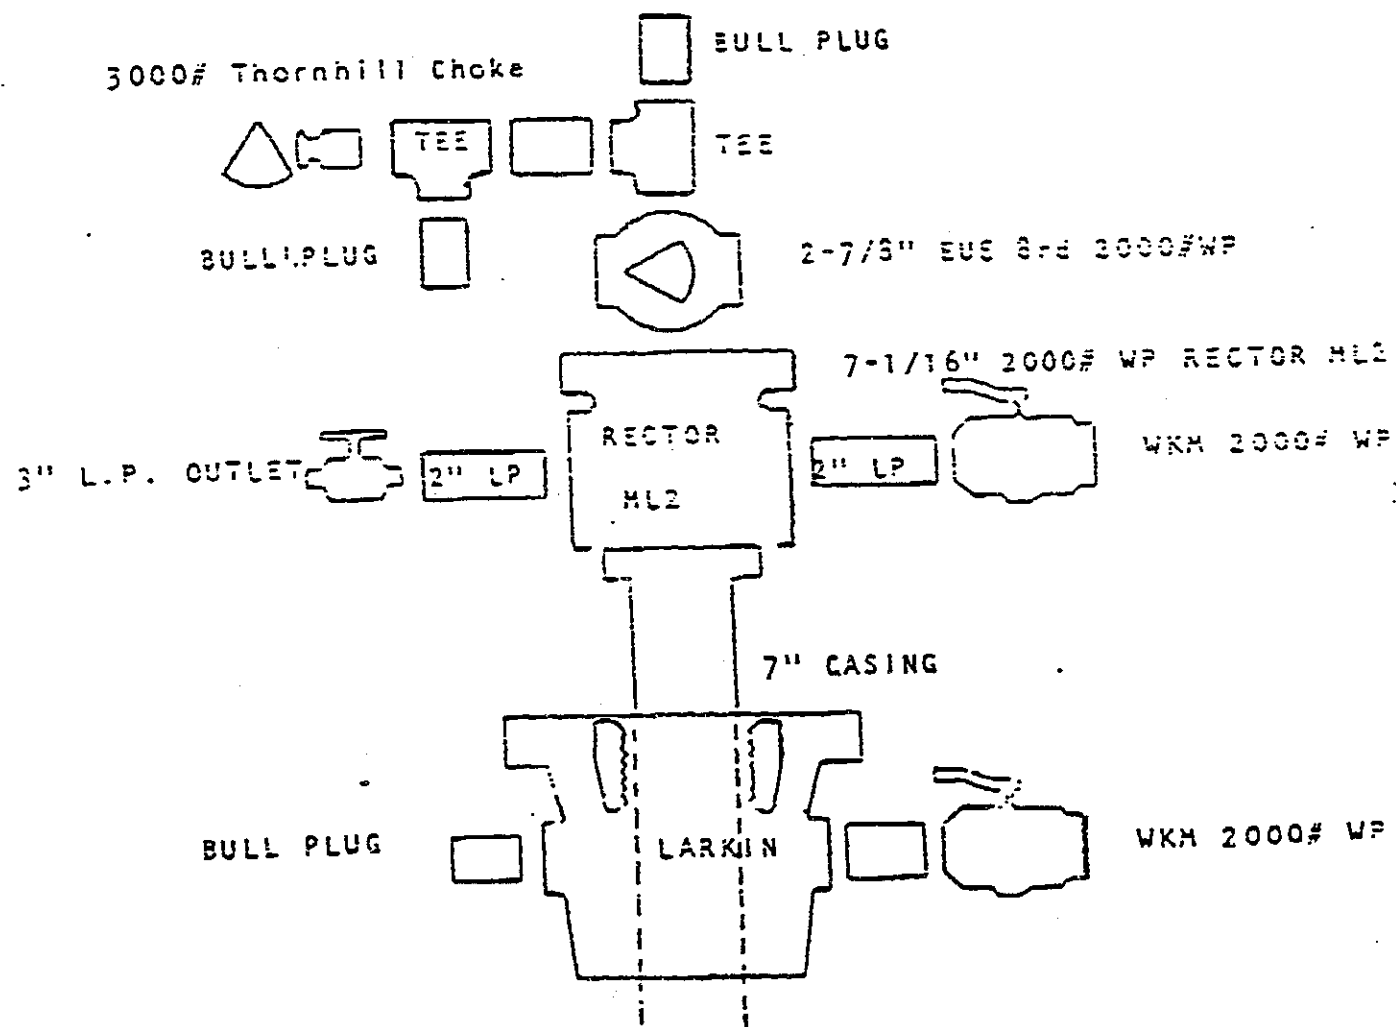 BULL PLUG
3000# Thornhill Choke
TEE
TEE
BULL PLUG
2-7/8" EUE 8rd 3000#WP
7-1/16" 2000# WP RECTOR ML2
RECTOR
ML2
WKM 2000# WP
3" L.P. OUTLET
2" LP
2" LP
7" CASING
BULL PLUG
LARKIN
WKM 2000# WP